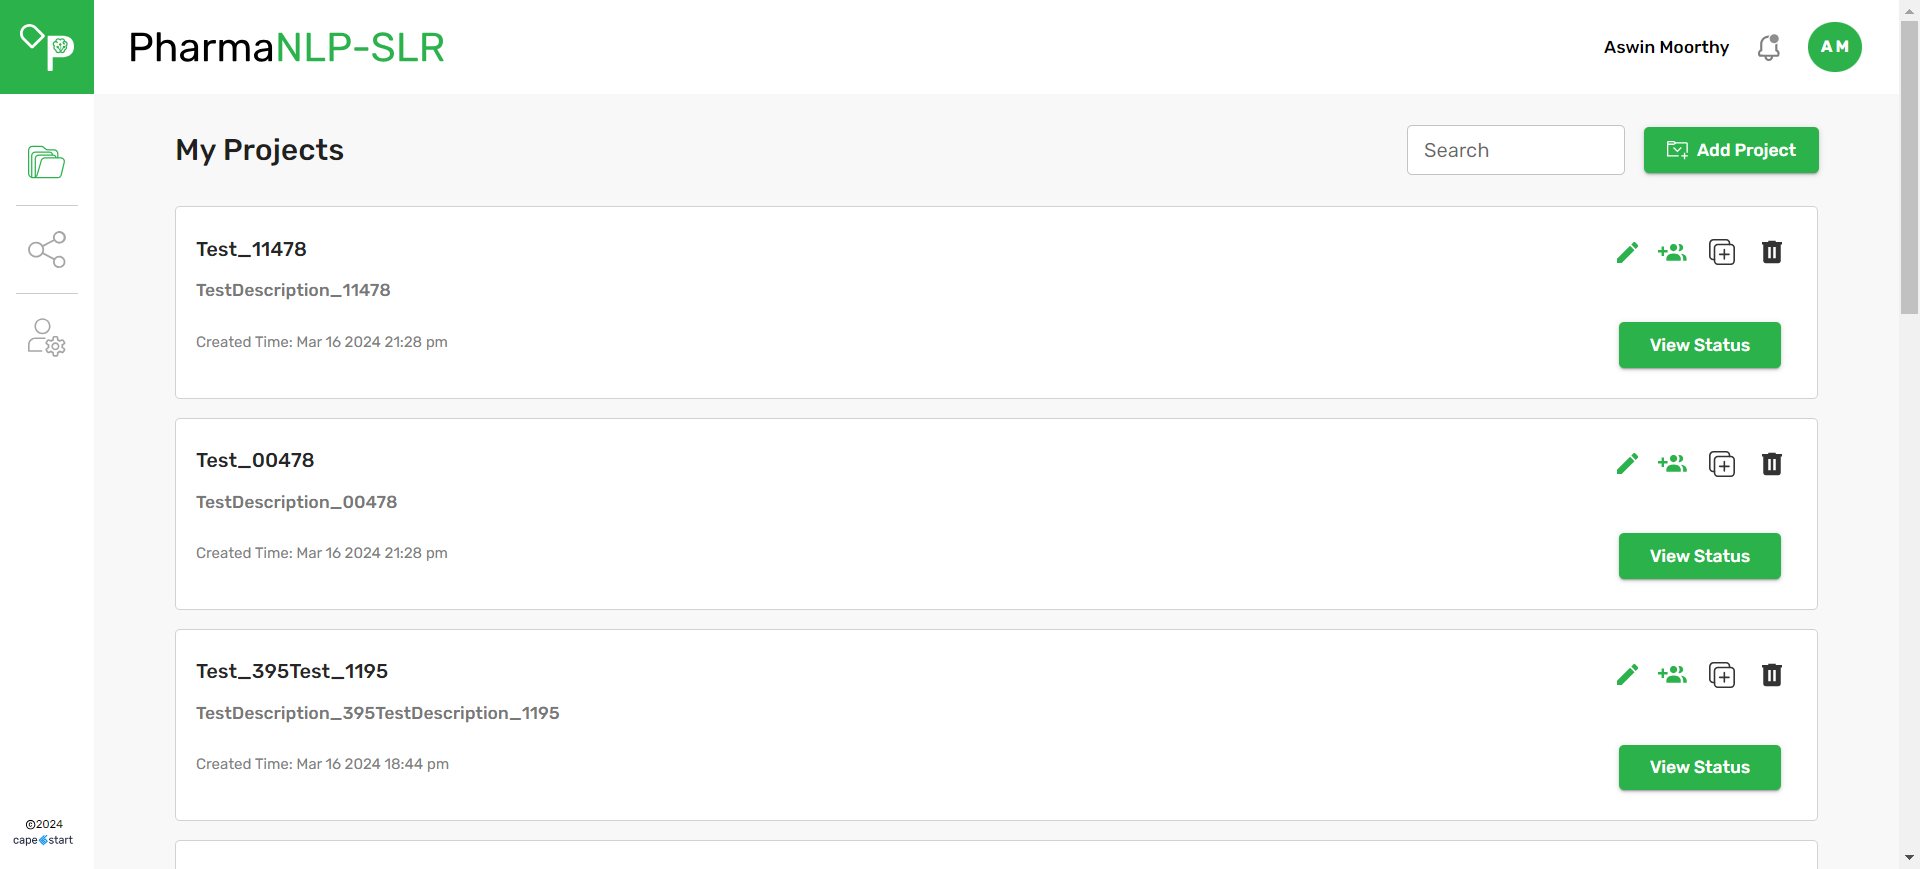 PharmaNLP-SLR
Aswin Moorthy
AM
My Projects
Search
Add Project
Test_11478
TestDescription_11478
Created Time: Mar 16 2024 21:28 pm
View Status
Test_00478
TestDescription_00478
Created Time: Mar 16 2024 21:28 pm
View Status
Test_395Test_1195
TestDescription_395TestDescription_1195
Created Time: Mar 16 2024 18:44 pm
View Status
©2024
capestart